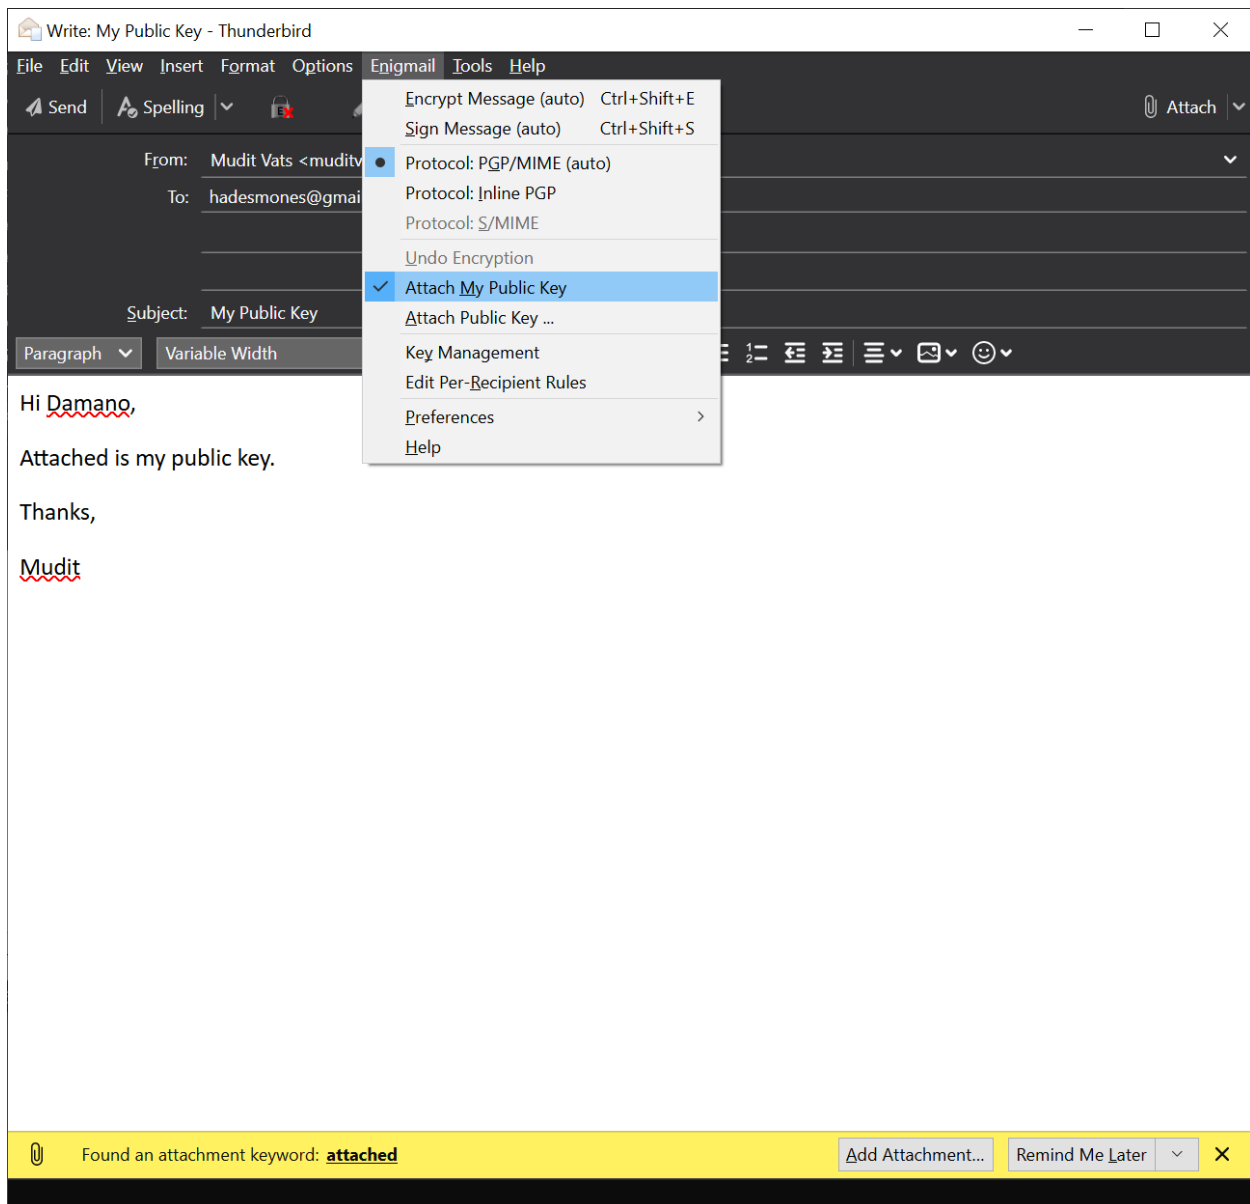 Write: My Public Key - Thunderbird
File Edit View Insert Format Options Enigmail Tools Help
Send Spelling Attach
Encrypt Message (auto) Ctrl+Shift+E
Sign Message (auto) Ctrl+Shift+S
From: Mudit Vats <muditv
Protocol: PGP/MIME (auto)
To: hadesmones@gmai
Protocol: Inline PGP
Protocol: S/MIME
Undo Encryption
Attach My Public Key
Subject: My Public Key
Attach Public Key ...
Paragraph Variable Width
Key Management
Edit Per-Recipient Rules
Preferences
Help
Hi Damano,
Attached is my public key.
Thanks,
Mudit
Found an attachment keyword: attached Add Attachment... Remind Me Later